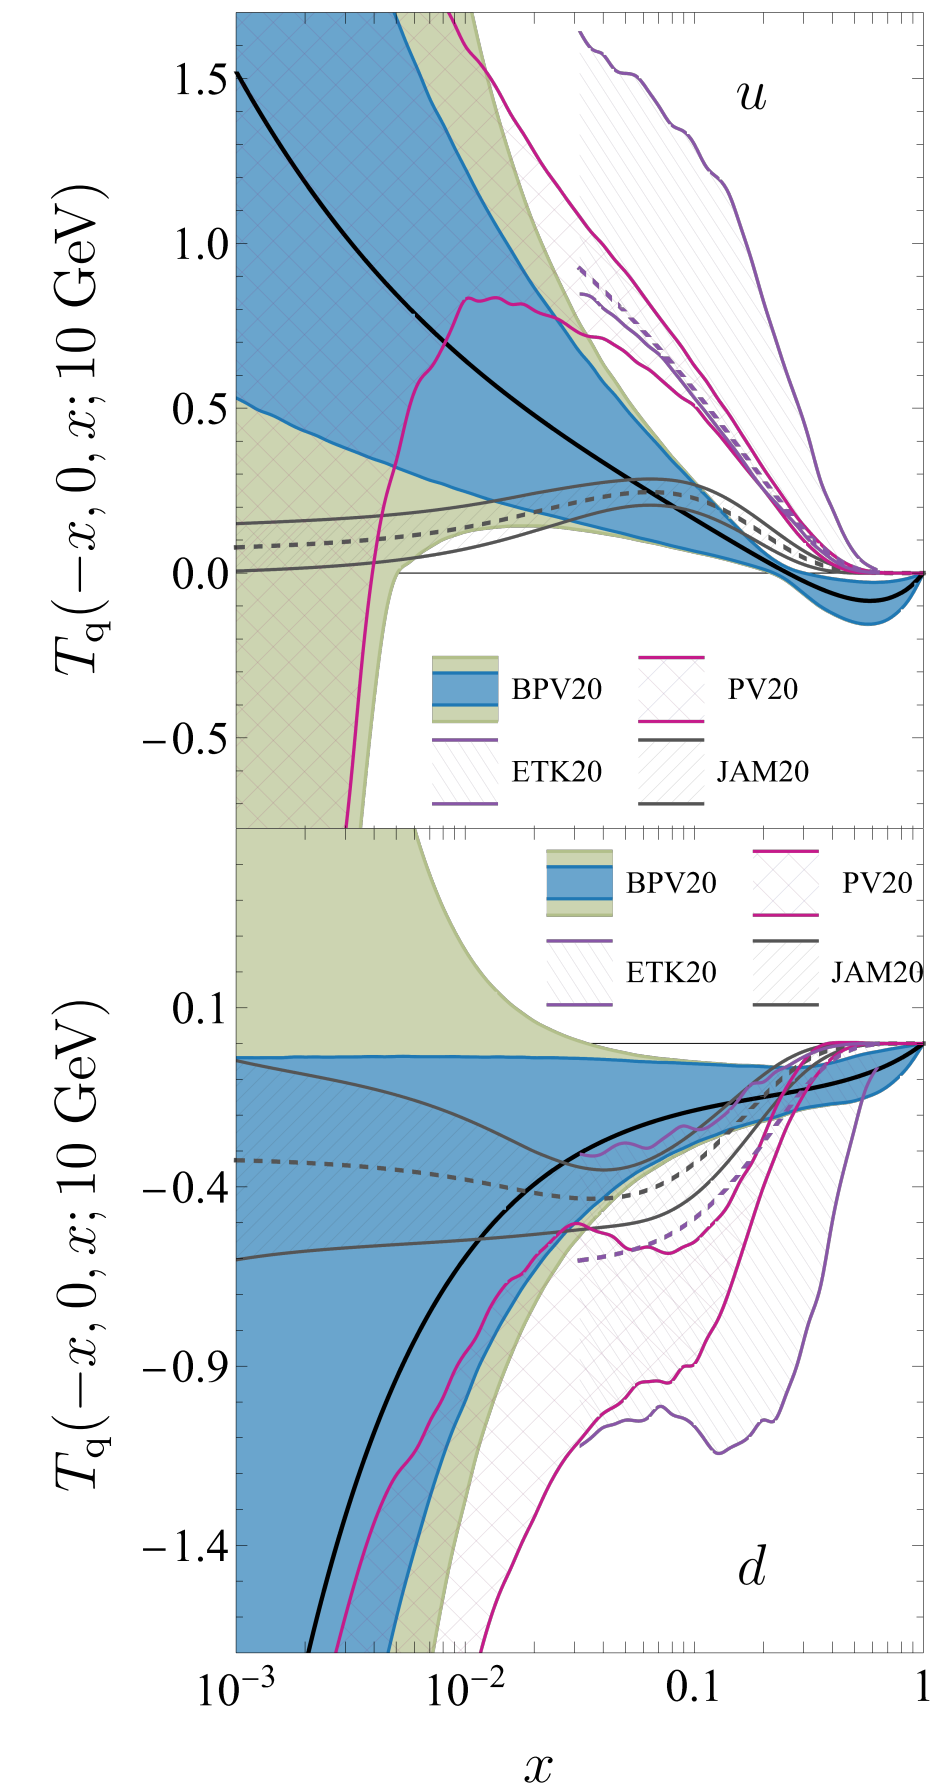 u
1.5
1.0
0.5
0.0
−0.5
T_q(−x, 0, x; 10 GeV)
BPV20
PV20
ETK20
JAM20
BPV20
PV20
ETK20
JAM20
0.1
−0.4
−0.9
−1.4
T_q(−x, 0, x; 10 GeV)
d
10⁻³ 10⁻² 0.1 1
x